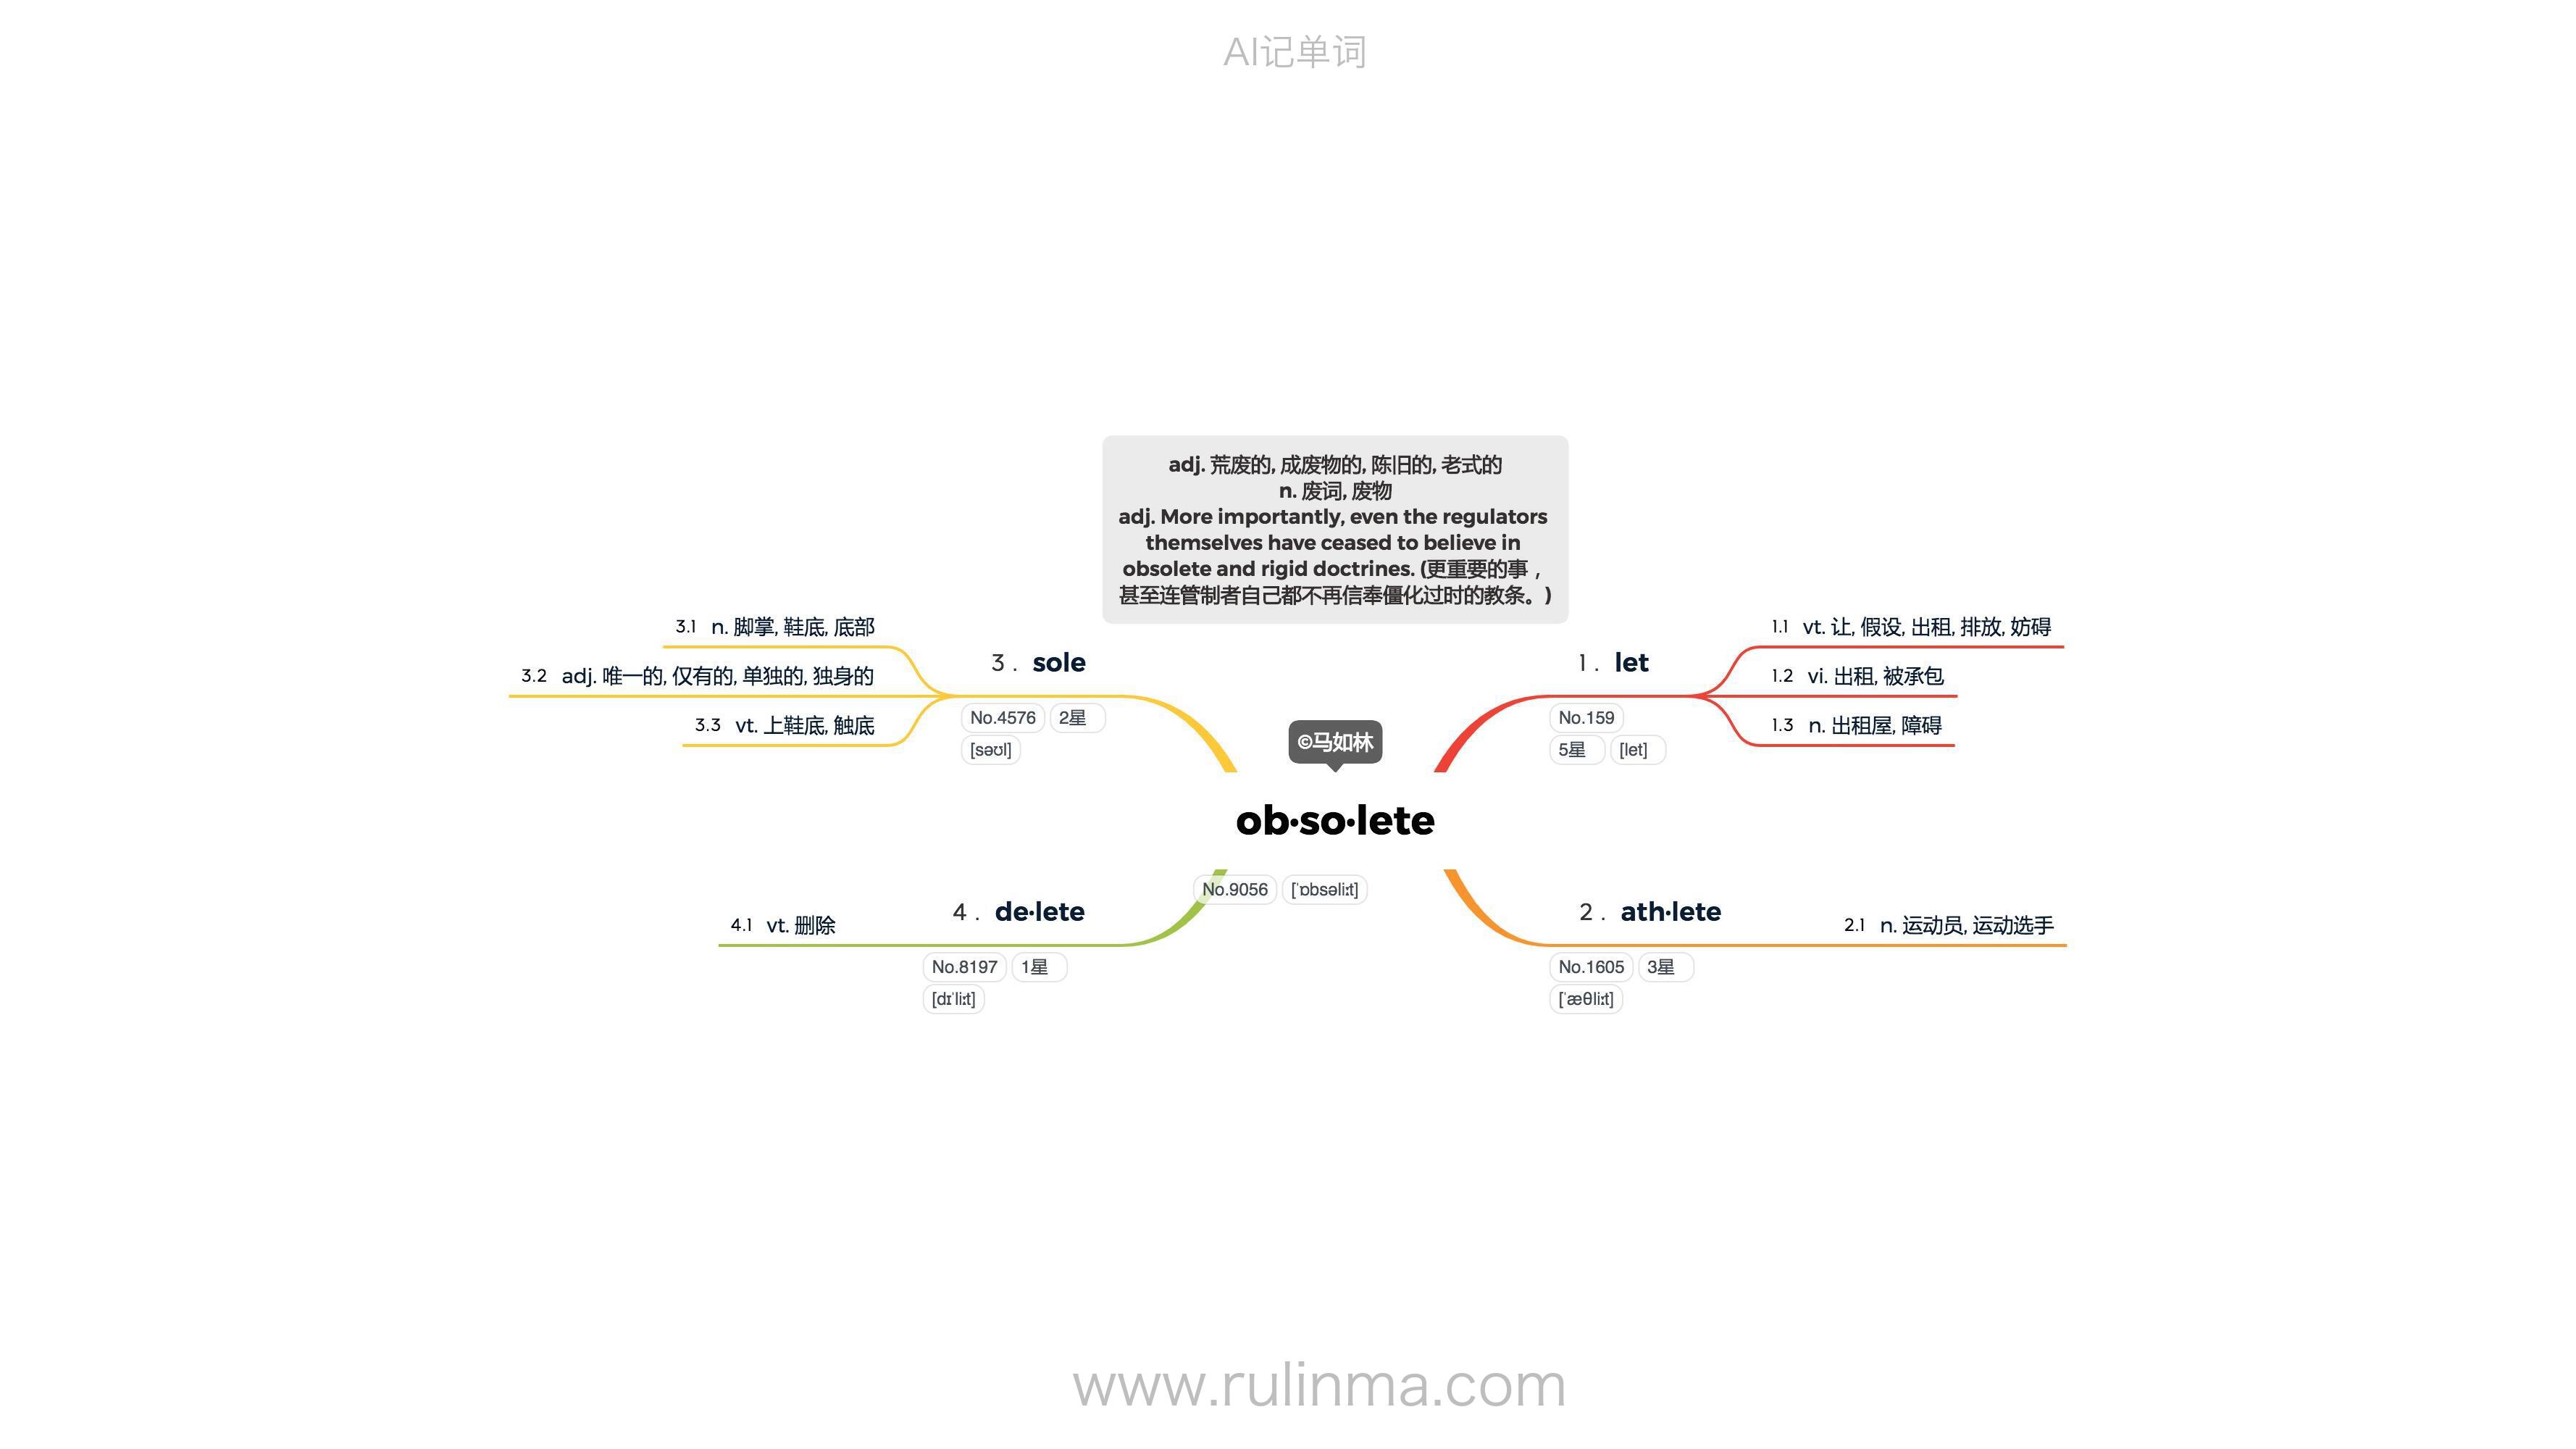 AI记单词
adj. 荒废的, 成废物的, 陈旧的, 老式的
n. 废词, 废物
adj. More importantly, even the regulators
themselves have ceased to believe in
obsolete and rigid doctrines. (更重要的事，
甚至连管制者自己都不再信奉僵化过时的教条。)
©马如林
ob·so·lete
No.9056 [ˈɒbsəliːt]
1. let
No.159
5星 [let]
1.1 vt. 让, 假设, 出租, 排放, 妨碍
1.2 vi. 出租, 被承包
1.3 n. 出租屋, 障碍
2. ath·lete
No.1605 3星
[ˈæθliːt]
2.1 n. 运动员, 运动选手
3. sole
No.4576 2星
[səʊl]
3.1 n. 脚掌, 鞋底, 底部
3.2 adj. 唯一的, 仅有的, 单独的, 独身的
3.3 vt. 上鞋底, 触底
4. de·lete
No.8197 1星
[dɪˈliːt]
4.1 vt. 删除
www.rulinma.com